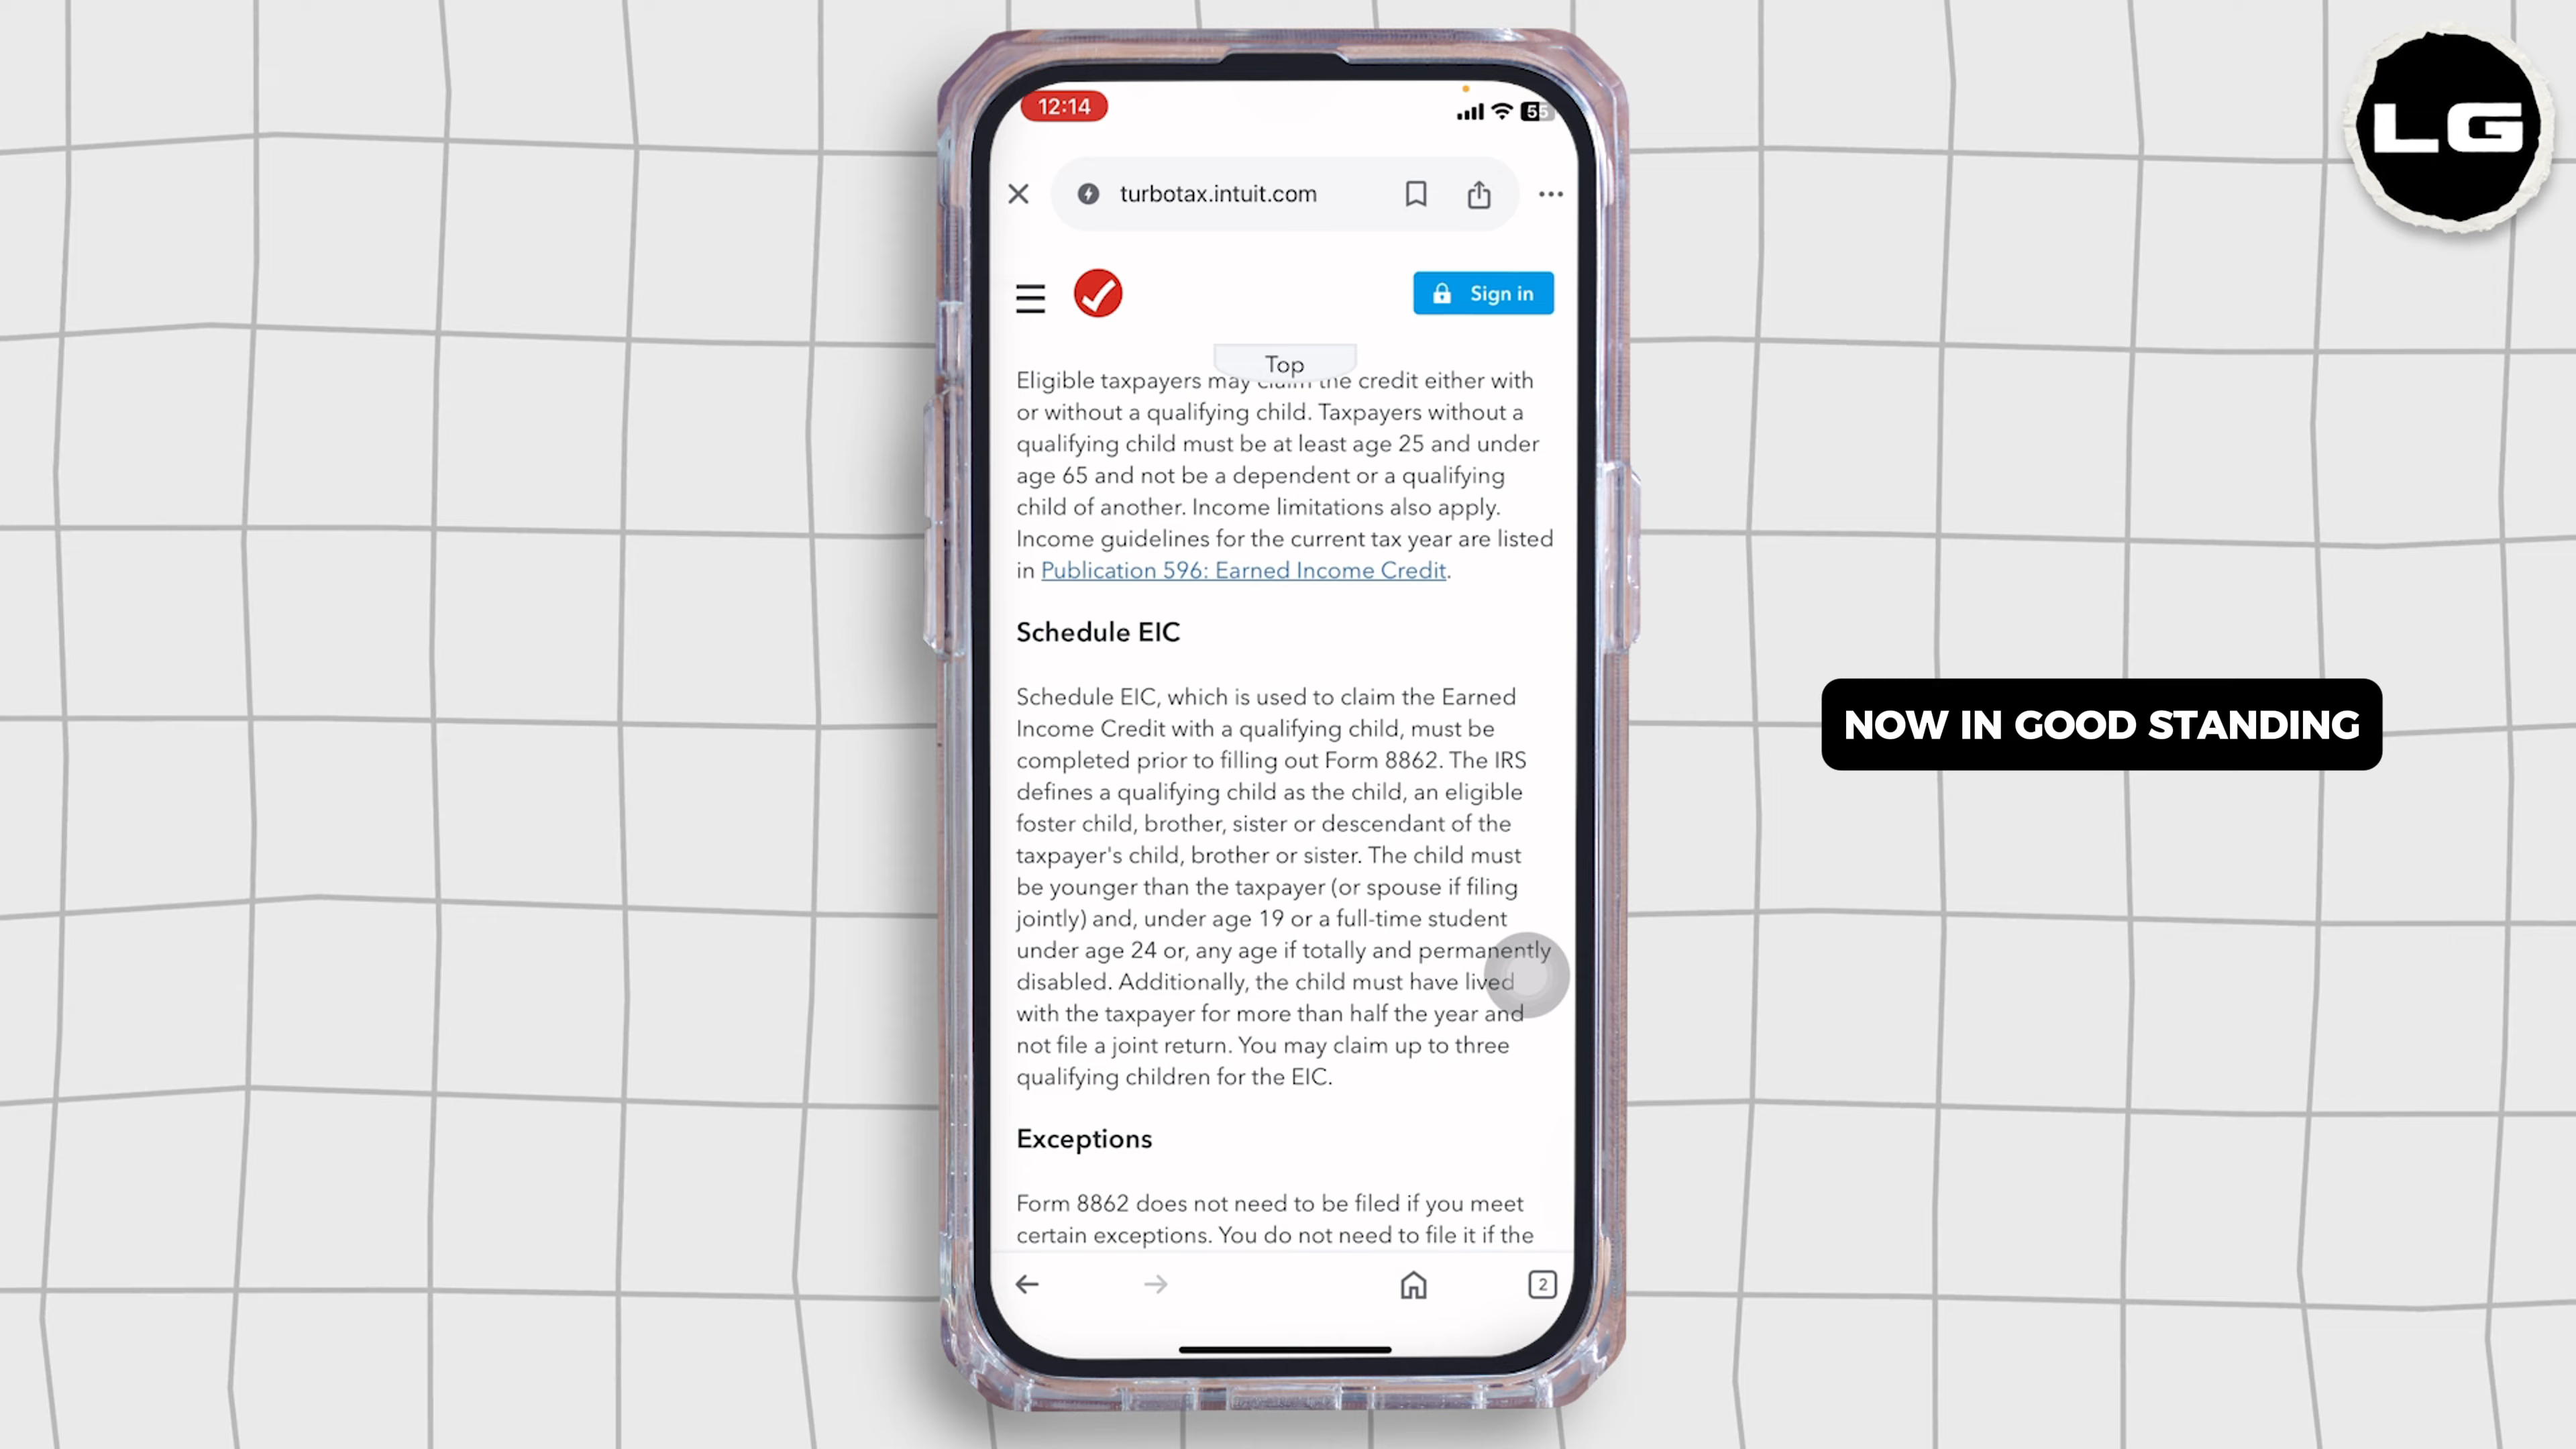 LG
12:14
55
turbotax.intuit.com
Sign in
Top
Eligible taxpayers may claim the credit either with
or without a qualifying child. Taxpayers without a
qualifying child must be at least age 25 and under
age 65 and not be a dependent or a qualifying
child of another. Income limitations also apply.
Income guidelines for the current tax year are listed
in Publication 596: Earned Income Credit.
Schedule EIC
Schedule EIC, which is used to claim the Earned
Income Credit with a qualifying child, must be
completed prior to filling out Form 8862. The IRS
defines a qualifying child as the child, an eligible
foster child, brother, sister or descendant of the
taxpayer's child, brother or sister. The child must
be younger than the taxpayer (or spouse if filing
jointly) and, under age 19 or a full-time student
under age 24 or, any age if totally and permanently
disabled. Additionally, the child must have lived
with the taxpayer for more than half the year and
not file a joint return. You may claim up to three
qualifying children for the EIC.
Exceptions
Form 8862 does not need to be filed if you meet
certain exceptions. You do not need to file it if the
2
NOW IN GOOD STANDING